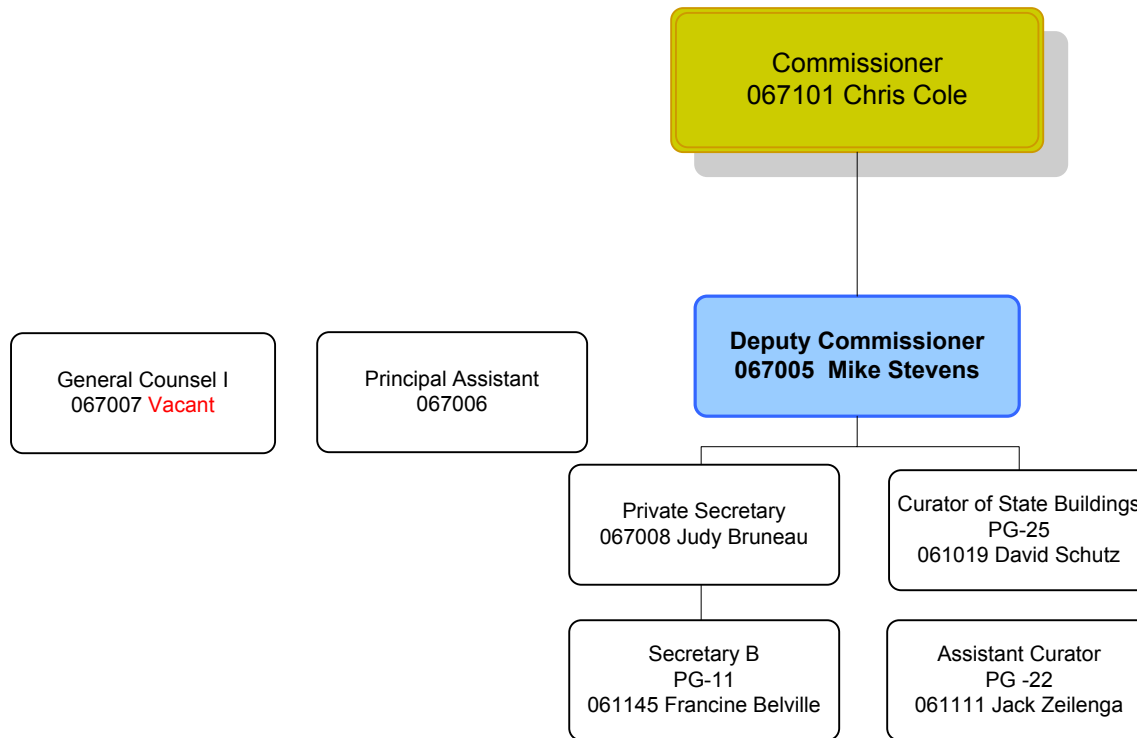 Commissioner
067101 Chris Cole
Deputy Commissioner
067005 Mike Stevens
General Counsel I
067007 Vacant
Principal Assistant
067006
Private Secretary
067008 Judy Bruneau
Curator of State Buildings
PG-25
061019 David Schutz
Secretary B
PG-11
061145 Francine Belville
Assistant Curator
PG -22
061111 Jack Zeilenga